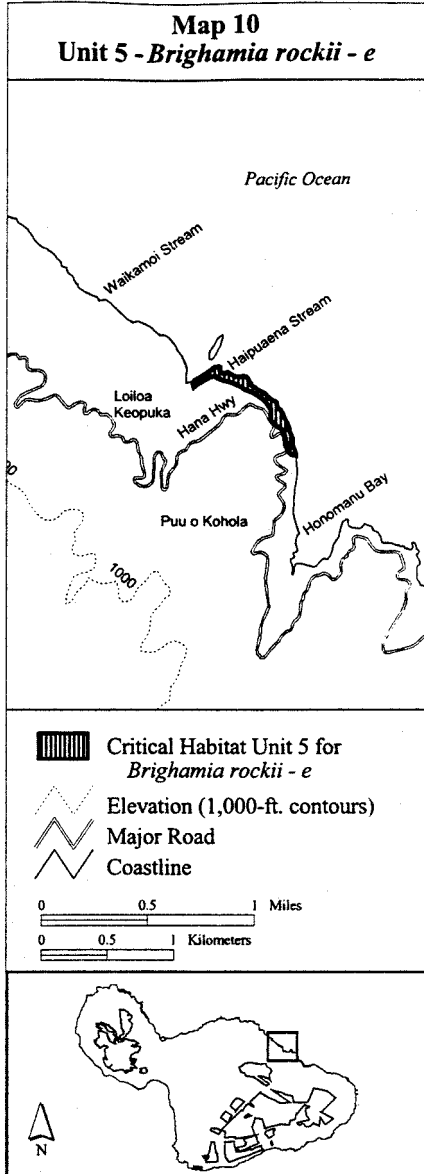 Map 10
Unit 5 - Brighamia rockii - e
Pacific Ocean
Waikamoi Stream
Haipuaena Stream
Loiloa
Keopuka
Hana Hwy
Puu o Kohola
Honomanu Bay
1000
Critical Habitat Unit 5 for
Brighamia rockii - e
Elevation (1,000-ft. contours)
Major Road
Coastline
0 0.5 1 Miles
0 0.5 1 Kilometers
N